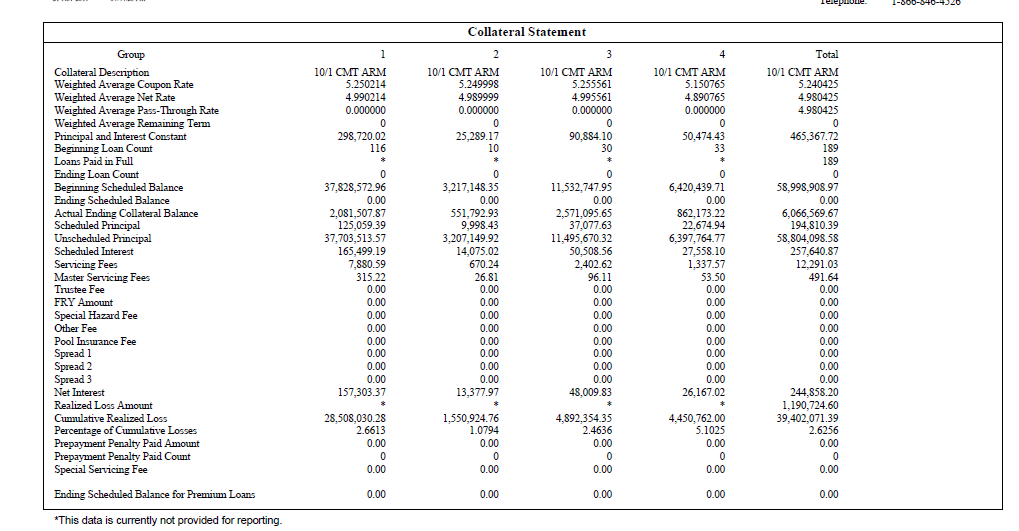 Telephone: 1-866-846-4526
Collateral Statement
Group 1 2 3 4 Total
Collateral Description 10/1 CMT ARM 10/1 CMT ARM 10/1 CMT ARM 10/1 CMT ARM 10/1 CMT ARM
Weighted Average Coupon Rate 5.250214 5.249998 5.255561 5.150765 5.240425
Weighted Average Net Rate 4.990214 4.989999 4.995561 4.890765 4.980425
Weighted Average Pass-Through Rate 0.000000 0.000000 0.000000 0.000000 4.980425
Weighted Average Remaining Term 0 0 0 0 0
Principal and Interest Constant 298,720.02 25,289.17 90,884.10 50,474.43 465,367.72
Beginning Loan Count 116 10 30 33 189
Loans Paid in Full * * * * 189
Ending Loan Count 0 0 0 0 0
Beginning Scheduled Balance 37,828,572.96 3,217,148.35 11,532,747.95 6,420,439.71 58,998,908.97
Ending Scheduled Balance 0.00 0.00 0.00 0.00 0.00
Actual Ending Collateral Balance 2,081,507.87 551,792.93 2,571,095.65 862,173.22 6,066,569.67
Scheduled Principal 125,059.39 9,998.43 37,077.63 22,674.94 194,810.39
Unscheduled Principal 37,703,513.57 3,207,149.92 11,495,670.32 6,397,764.77 58,804,098.58
Scheduled Interest 165,499.19 14,075.02 50,508.56 27,558.10 257,640.87
Servicing Fees 7,880.59 670.24 2,402.62 1,337.57 12,291.03
Master Servicing Fees 315.22 26.81 96.11 53.50 491.64
Trustee Fee 0.00 0.00 0.00 0.00 0.00
FRY Amount 0.00 0.00 0.00 0.00 0.00
Special Hazard Fee 0.00 0.00 0.00 0.00 0.00
Other Fee 0.00 0.00 0.00 0.00 0.00
Pool Insurance Fee 0.00 0.00 0.00 0.00 0.00
Spread 1 0.00 0.00 0.00 0.00 0.00
Spread 2 0.00 0.00 0.00 0.00 0.00
Spread 3 0.00 0.00 0.00 0.00 0.00
Net Interest 157,303.37 13,377.97 48,009.83 26,167.02 244,858.20
Realized Loss Amount * * * * 1,190,724.60
Cumulative Realized Loss 28,508,030.28 1,550,924.76 4,892,354.35 4,450,762.00 39,402,071.39
Percentage of Cumulative Losses 2.6613 1.0794 2.4636 5.1025 2.6256
Prepayment Penalty Paid Amount 0.00 0.00 0.00 0.00 0.00
Prepayment Penalty Paid Count 0 0 0 0 0
Special Servicing Fee 0.00 0.00 0.00 0.00 0.00
Ending Scheduled Balance for Premium Loans 0.00 0.00 0.00 0.00 0.00
*This data is currently not provided for reporting.